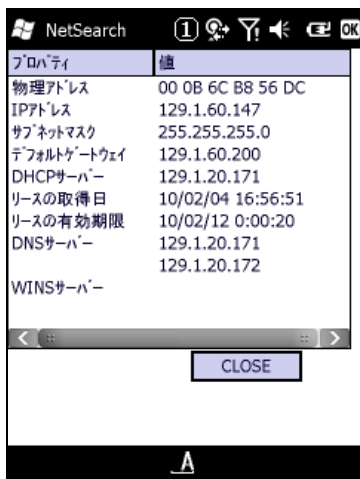 NetSearch 1 OK
プロパティ 値
物理アドレス 00 0B 6C B8 56 DC
IPアドレス 129.1.60.147
サブネットマスク 255.255.255.0
デフォルトゲートウェイ 129.1.60.200
DHCPサーバー 129.1.20.171
リースの取得日 10/02/04 16:56:51
リースの有効期限 10/02/12 0:00:20
DNSサーバー 129.1.20.171
129.1.20.172
WINSサーバー
CLOSE
A